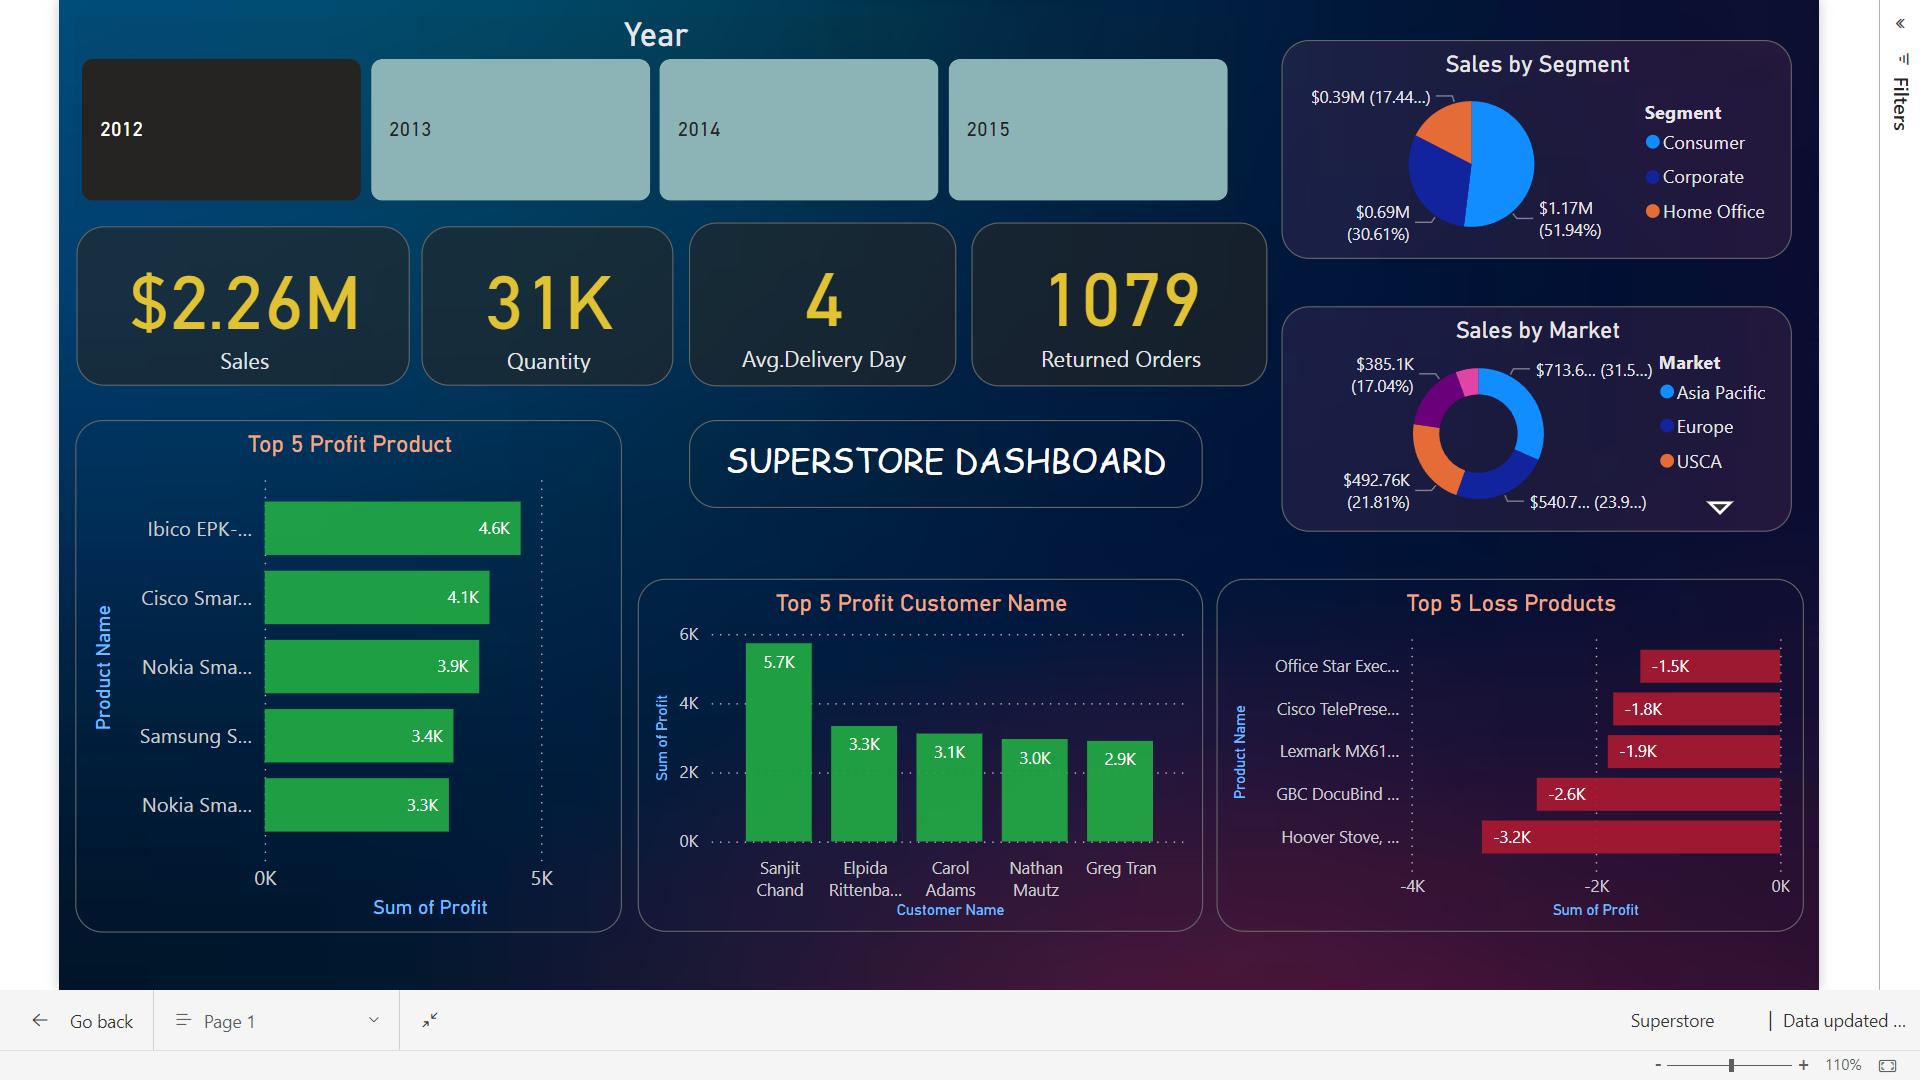 Year
2012
2013
2014
2015
$2.26M
Sales
31K
Quantity
4
Avg.Delivery Day
1079
Returned Orders
Sales by Segment
$0.39M (17.44...)
$0.69M
(30.61%)
$1.17M
(51.94%)
Segment
Consumer
Corporate
Home Office
Sales by Market
$385.1K
(17.04%)
$713.6... (31.5...)
$492.76K
(21.81%)
$540.7... (23.9...)
Market
Asia Pacific
Europe
USCA
SUPERSTORE DASHBOARD
Top 5 Profit Product
Product Name
Ibico EPK-...
4.6K
Cisco Smar...
4.1K
Nokia Sma...
3.9K
Samsung S...
3.4K
Nokia Sma...
3.3K
0K
5K
Sum of Profit
Top 5 Profit Customer Name
Sum of Profit
6K
4K
2K
0K
5.7K
3.3K
3.1K
3.0K
2.9K
Sanjit
Chand
Elpida
Rittenba...
Carol
Adams
Nathan
Mautz
Greg Tran
Customer Name
Top 5 Loss Products
Product Name
Office Star Exec...
-1.5K
Cisco TelePrese...
-1.8K
Lexmark MX61...
-1.9K
GBC DocuBind ...
-2.6K
Hoover Stove, ...
-3.2K
-4K
-2K
0K
Sum of Profit
Filters
Go back
Page 1
Superstore
| Data updated ...
- + 110%